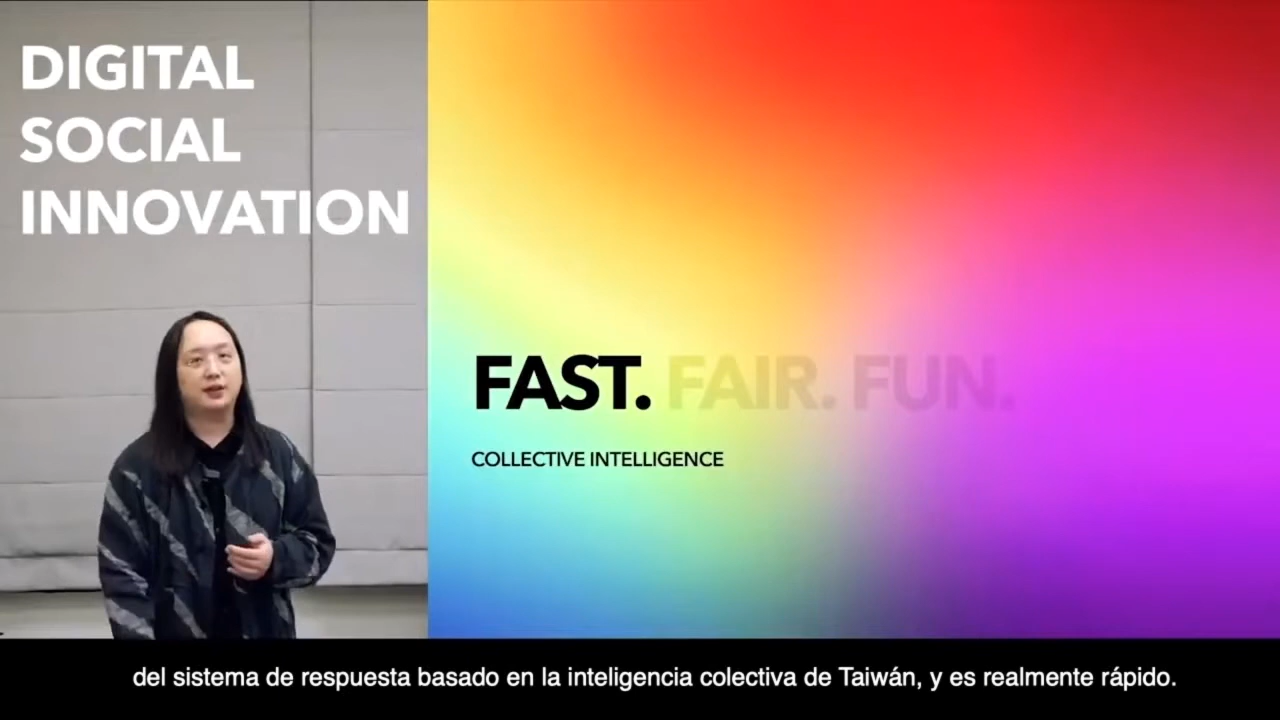 DIGITAL
SOCIAL
INNOVATION
FAST. FAIR. FUN.
COLLECTIVE INTELLIGENCE
del sistema de respuesta basado en la inteligencia colectiva de Taiwán, y es realmente rápido.